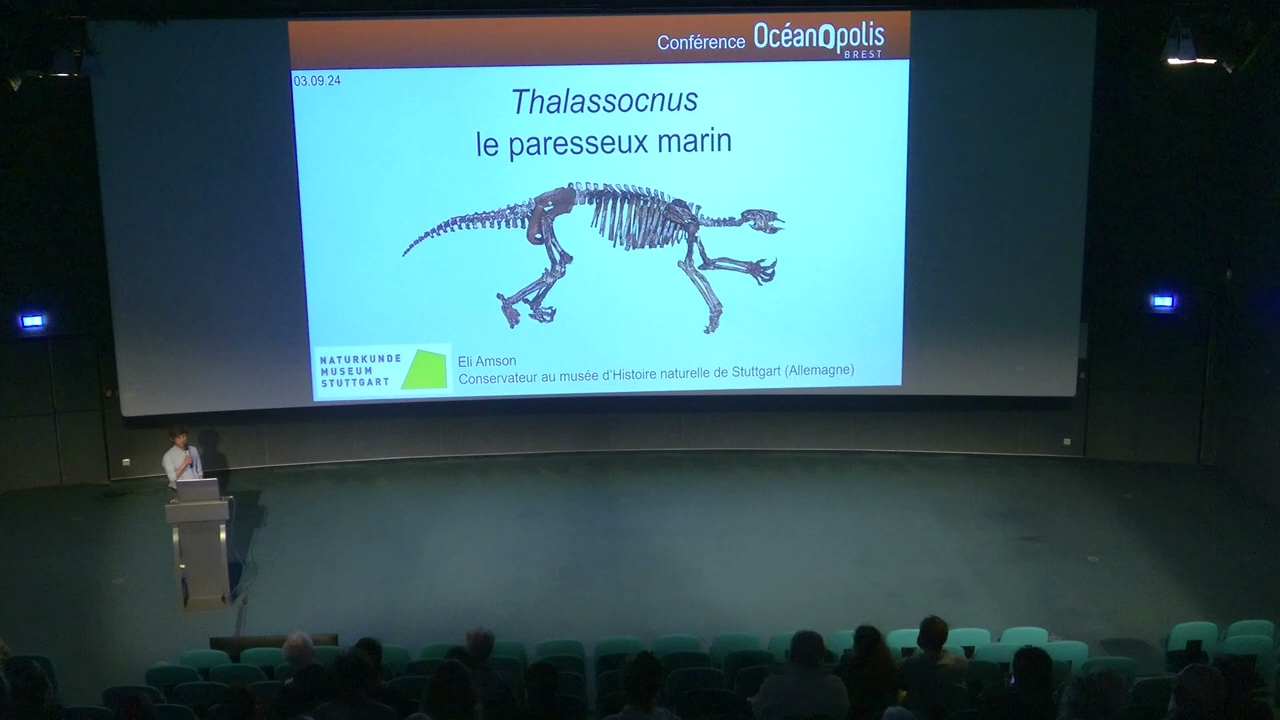 Conférence OcéanOpolis
BREST
03.09.24
Thalassocnus
le paresseux marin
NATURKUNDE
MUSEUM
STUTTGART
Eli Amson
Conservateur au musée d'Histoire naturelle de Stuttgart (Allemagne)